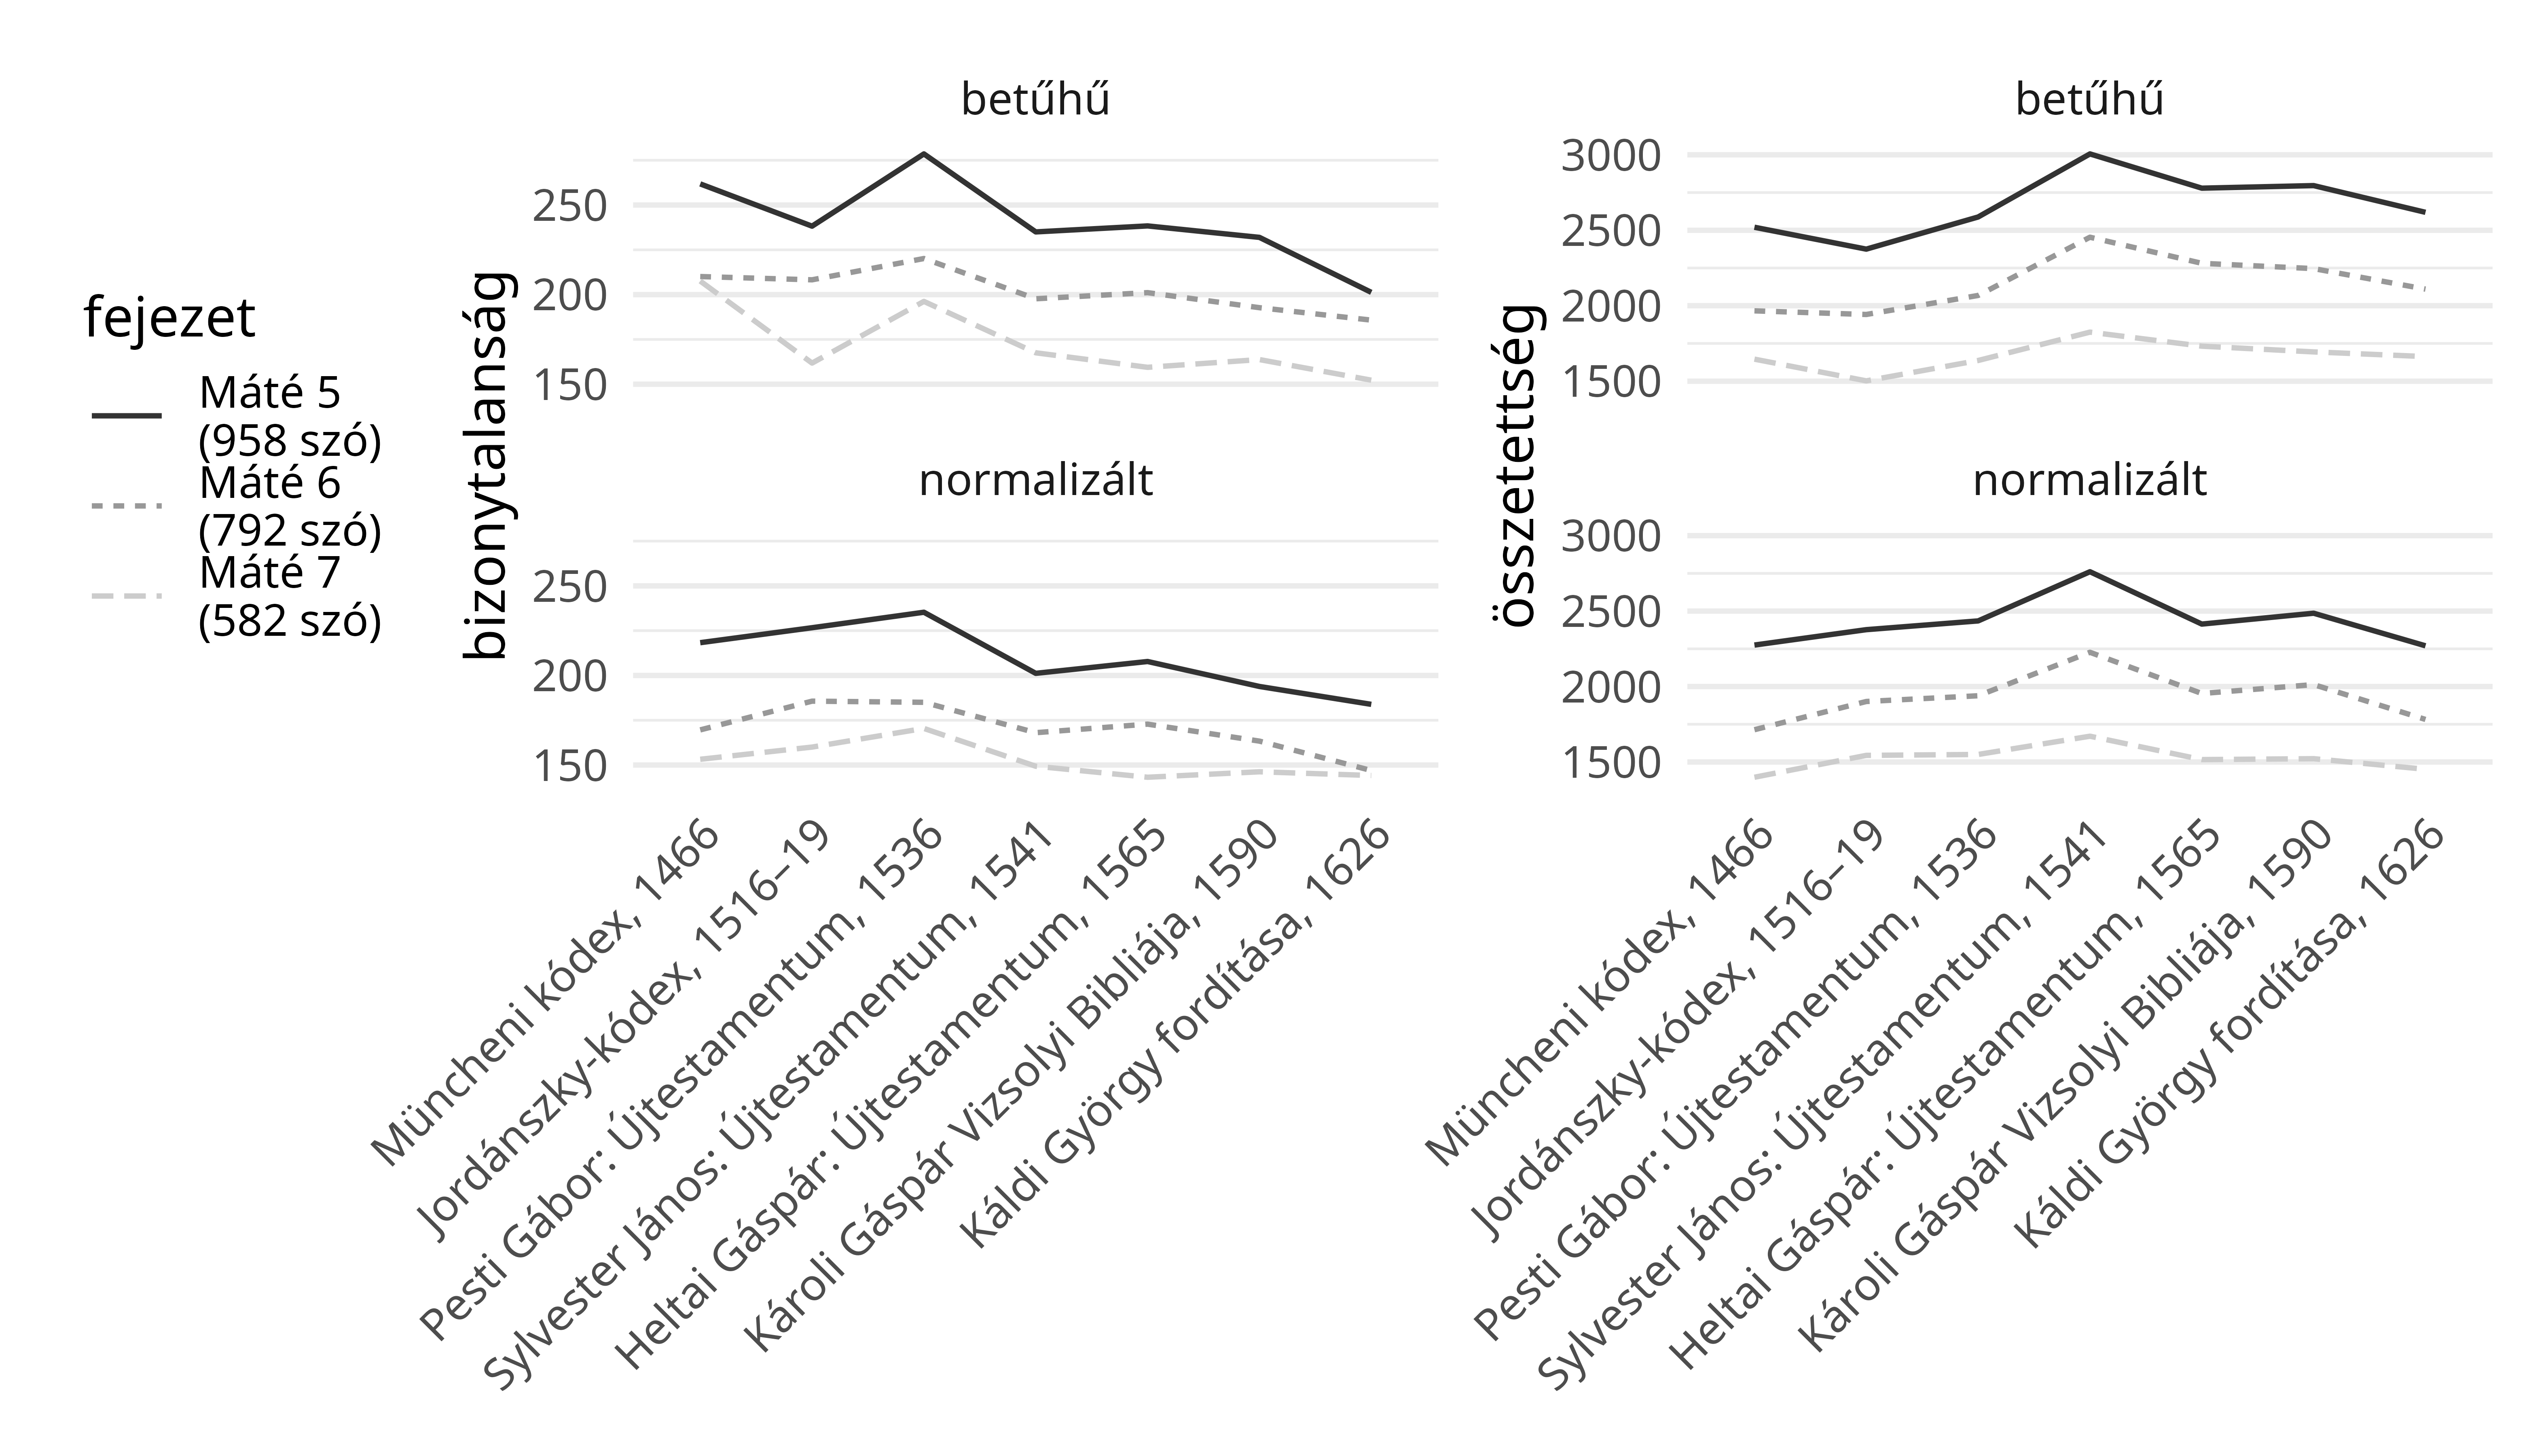 fejezet
Máté 5
(958 szó)
Máté 6
(792 szó)
Máté 7
(582 szó)
bizonytalanság
betűhű
250
200
150
normalizált
250
200
150
Müncheni kódex, 1466
Jordánszky-kódex, 1516–19
Pesti Gábor: Újtestamentum, 1536
Sylvester János: Újtestamentum, 1541
Heltai Gáspár: Újtestamentum, 1565
Károli Gáspár Vizsolyi Bibliája, 1590
Káldi György fordítása, 1626
összetettség
betűhű
3000
2500
2000
1500
normalizált
3000
2500
2000
1500
Müncheni kódex, 1466
Jordánszky-kódex, 1516–19
Pesti Gábor: Újtestamentum, 1536
Sylvester János: Újtestamentum, 1541
Heltai Gáspár: Újtestamentum, 1565
Károli Gáspár Vizsolyi Bibliája, 1590
Káldi György fordítása, 1626